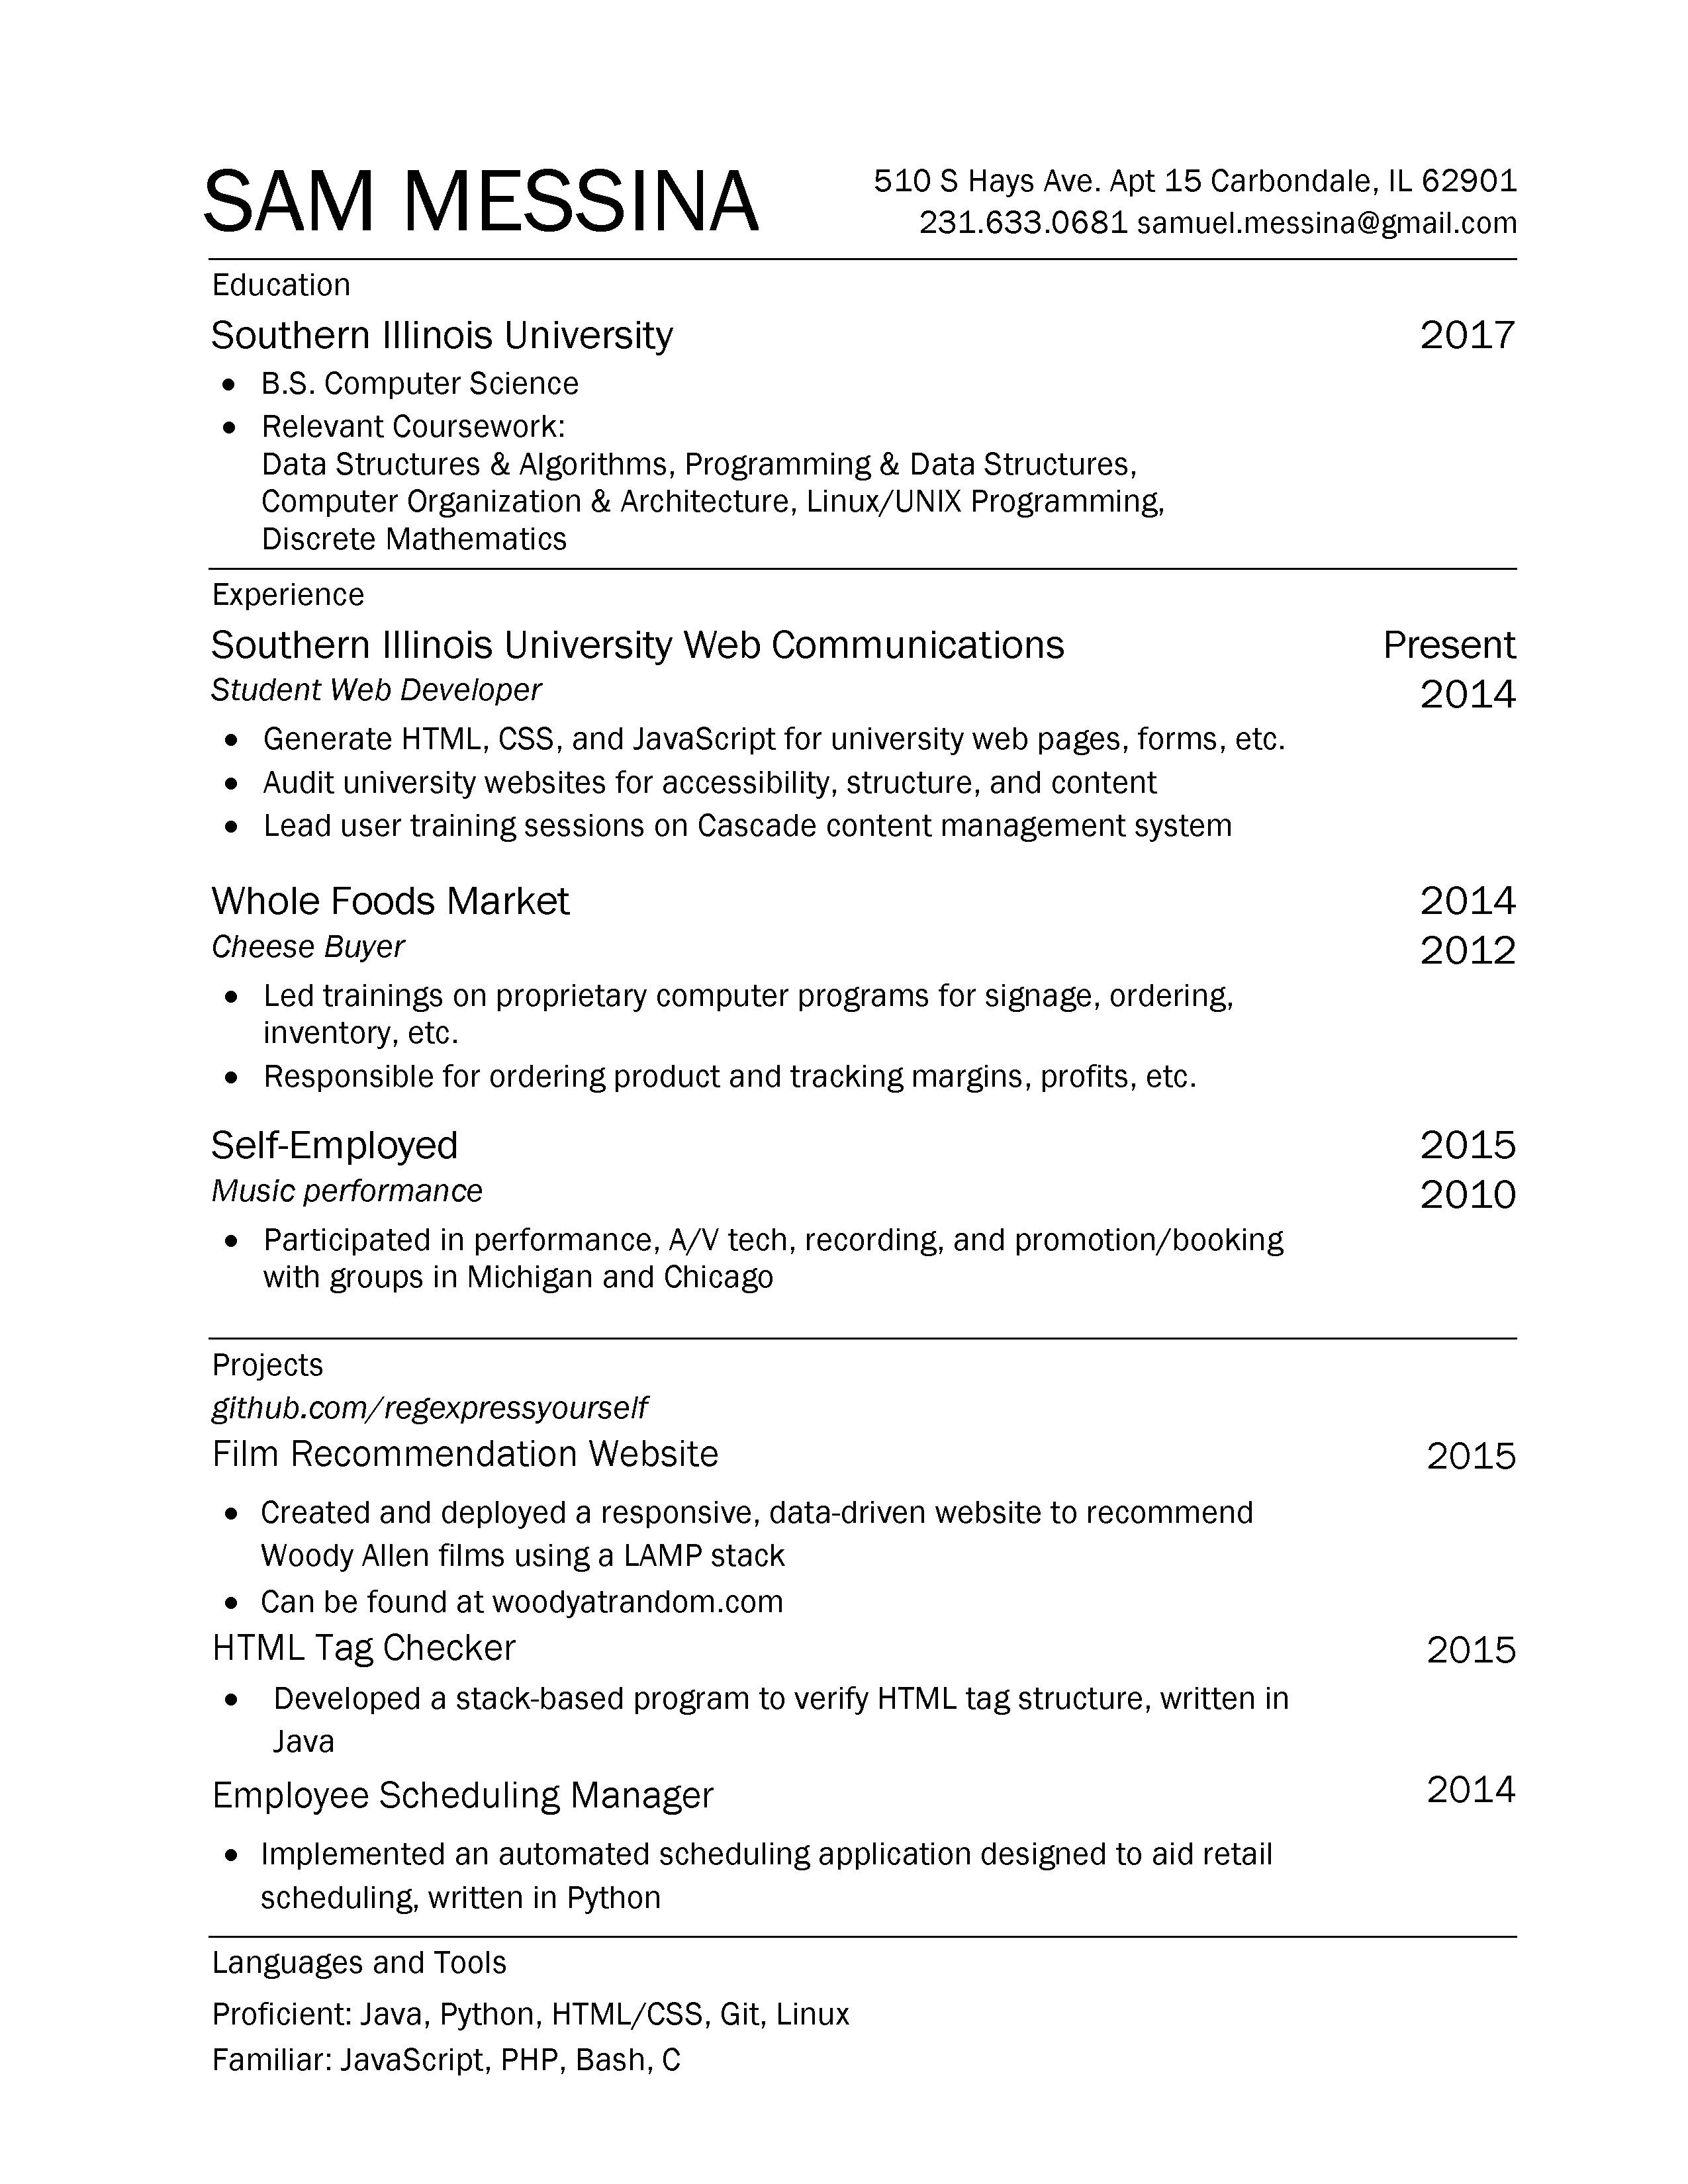 SAM MESSINA
510 S Hays Ave. Apt 15 Carbondale, IL 62901
231.633.0681 samuel.messina@gmail.com
Education
Southern Illinois University 2017
• B.S. Computer Science
• Relevant Coursework:
Data Structures & Algorithms, Programming & Data Structures,
Computer Organization & Architecture, Linux/UNIX Programming,
Discrete Mathematics
Experience
Southern Illinois University Web Communications Present
Student Web Developer 2014
• Generate HTML, CSS, and JavaScript for university web pages, forms, etc.
• Audit university websites for accessibility, structure, and content
• Lead user training sessions on Cascade content management system
Whole Foods Market 2014
Cheese Buyer 2012
• Led trainings on proprietary computer programs for signage, ordering,
inventory, etc.
• Responsible for ordering product and tracking margins, profits, etc.
Self-Employed 2015
Music performance 2010
• Participated in performance, A/V tech, recording, and promotion/booking
with groups in Michigan and Chicago
Projects
github.com/regexpressyourself
Film Recommendation Website 2015
• Created and deployed a responsive, data-driven website to recommend
Woody Allen films using a LAMP stack
• Can be found at woodyatrandom.com
HTML Tag Checker 2015
• Developed a stack-based program to verify HTML tag structure, written in
Java
Employee Scheduling Manager 2014
• Implemented an automated scheduling application designed to aid retail
scheduling, written in Python
Languages and Tools
Proficient: Java, Python, HTML/CSS, Git, Linux
Familiar: JavaScript, PHP, Bash, C